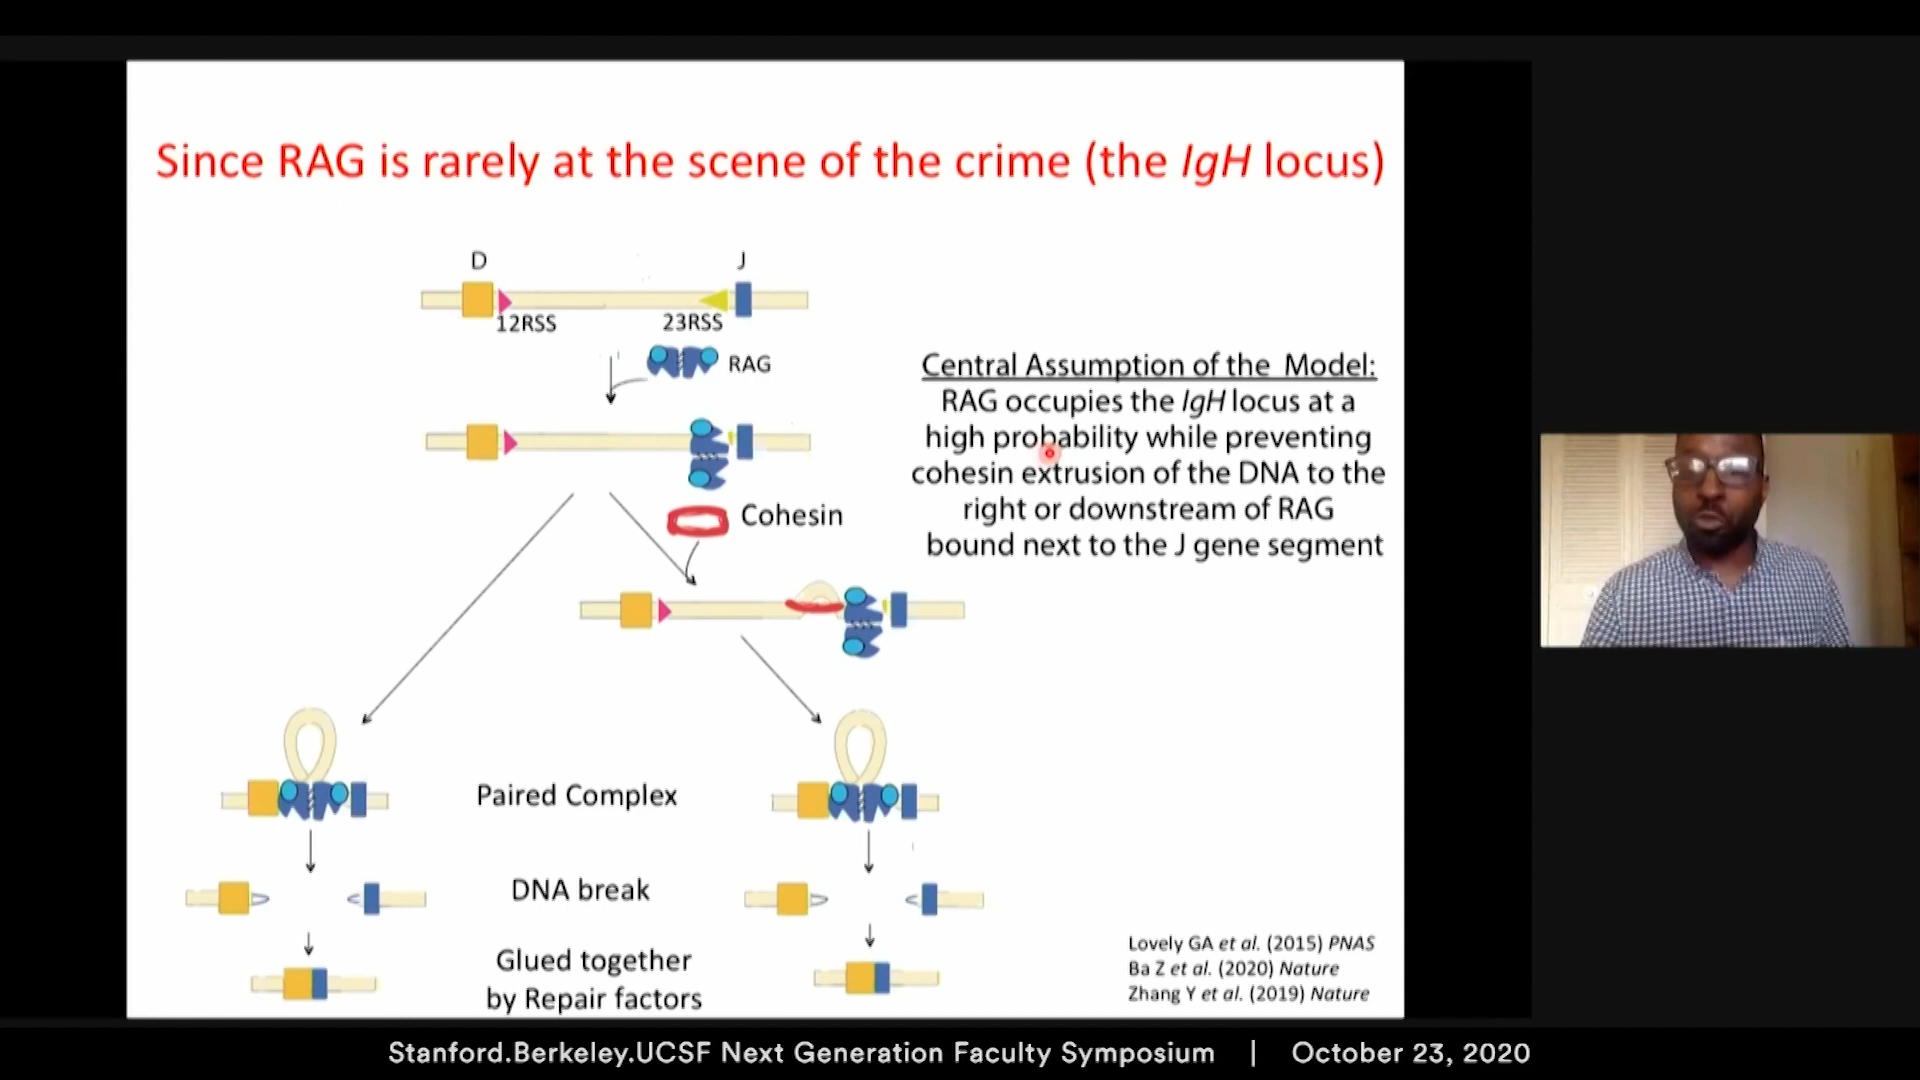 Since RAG is rarely at the scene of the crime (the IgH locus)
D
J
12RSS
23RSS
RAG
Central Assumption of the Model:
RAG occupies the IgH locus at a
high probability while preventing
cohesin extrusion of the DNA to the
right or downstream of RAG
bound next to the J gene segment
Cohesin
Paired Complex
DNA break
Glued together
by Repair factors
Lovely GA et al. (2015) PNAS
Ba Z et al. (2020) Nature
Zhang Y et al. (2019) Nature
Stanford.Berkeley.UCSF Next Generation Faculty Symposium | October 23, 2020